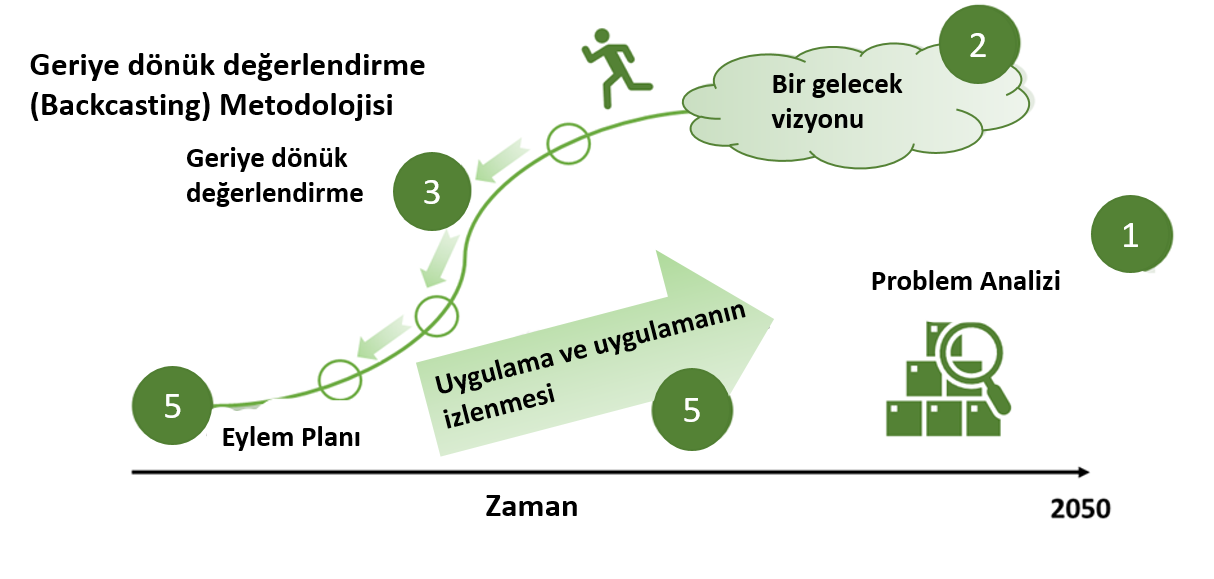 Geriye dönük değerlendirme
(Backcasting) Metodolojisi
2
Bir gelecek
vizyonu
Geriye dönük
değerlendirme
3
1
Problem Analizi
Uygulama ve uygulamanın
izlenmesi
5
5
Eylem Planı
Zaman
2050